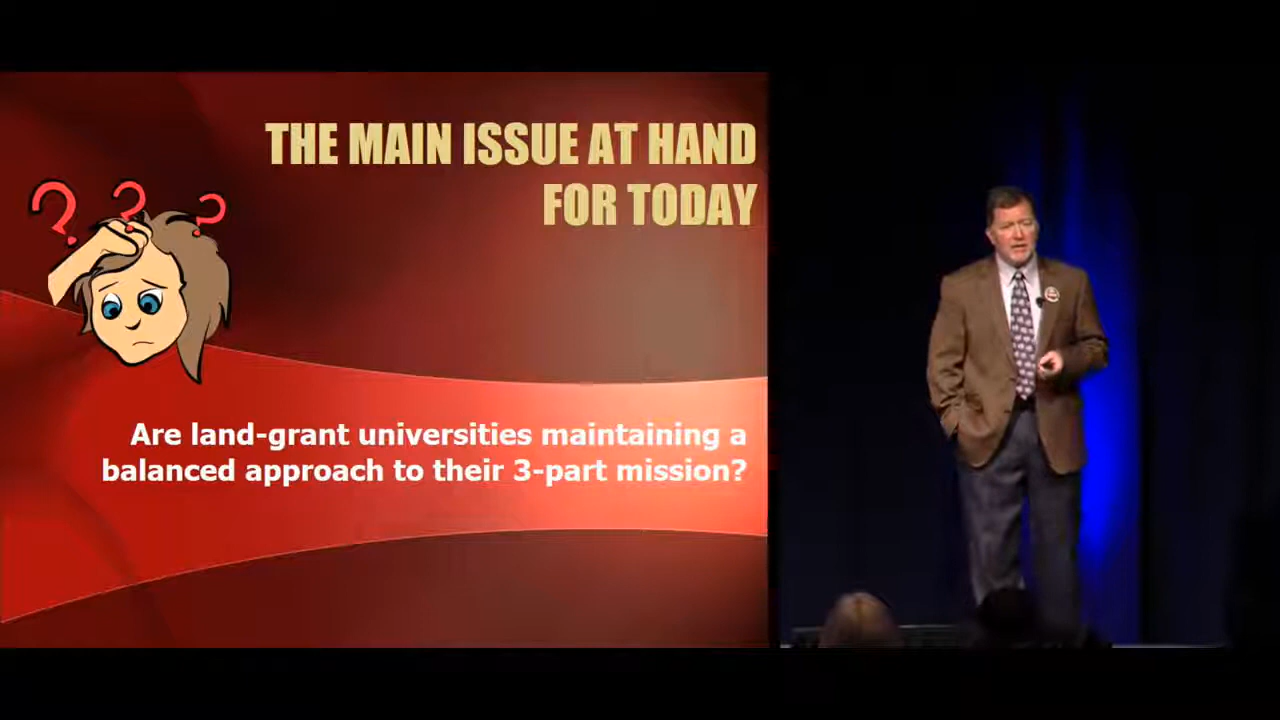 THE MAIN ISSUE AT HAND
FOR TODAY
? ? ?
Are land-grant universities maintaining a
balanced approach to their 3-part mission?